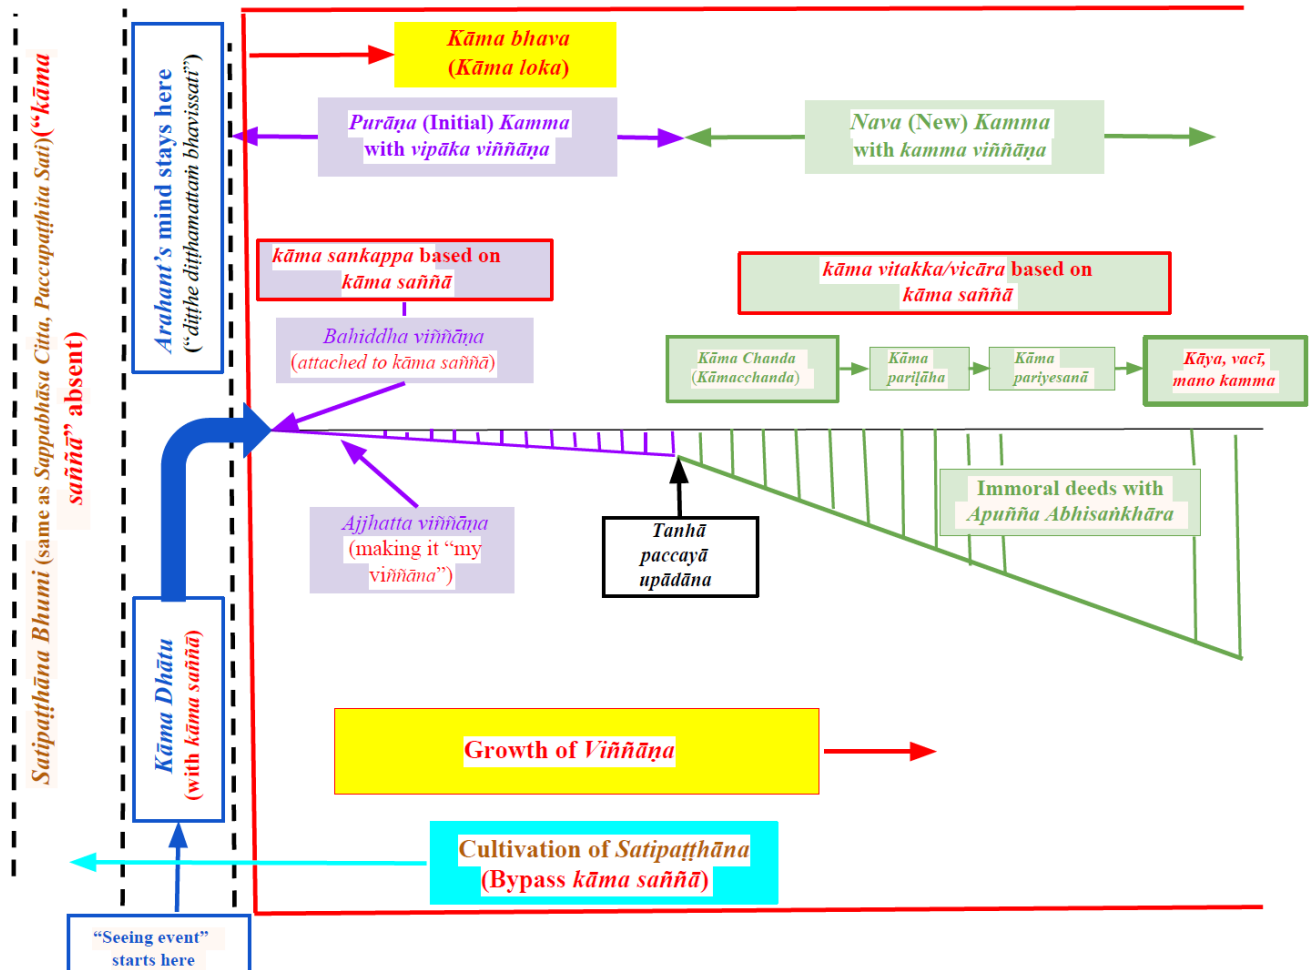 Satipaṭṭhāna Bhumi (same as Sappabhāsa Citta, Paccupaṭṭhita Sati)(“kāma
saññā” absent)
Arahant’s mind stays here
(“diṭṭhe diṭṭhamattaṁ bhavissati”)
Kāma bhava
(Kāma loka)
Purāṇa (Initial) Kamma
with vipāka viññāṇa
Nava (New) Kamma
with kamma viññāṇa
kāma sankappa based on
kāma saññā
kāma vitakka/vicāra based on
kāma saññā
Bahiddha viññāṇa
(attached to kāma saññā)
Kāma Chanda
(Kāmacchanda)
Kāma
pariḷāha
Kāma
pariyesanā
Kāya, vacī,
mano kamma
Ajjhatta viññāṇa
(making it “my
viññāna”)
Tanhā
paccayā
upādāna
Immoral deeds with
Apuñña Abhisaṅkhāra
Kāma Dhātu
(with kāma saññā)
Growth of Viññāṇa
Cultivation of Satipaṭṭhāna
(Bypass kāma saññā)
“Seeing event”
starts here